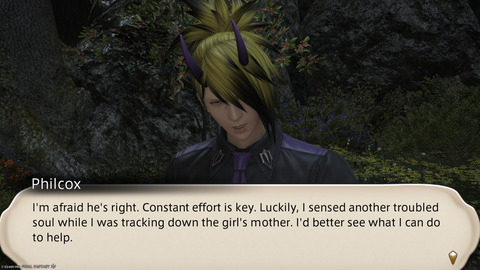 Philcox
I'm afraid he's right. Constant effort is key. Luckily, I sensed another troubled
soul while I was tracking down the girl's mother. I'd better see what I can do
to help.